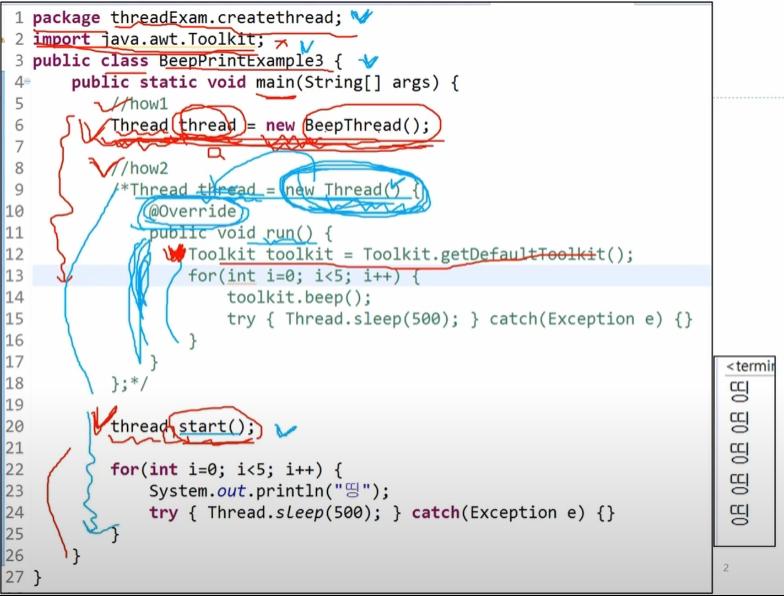 1 package threadExam.createthread;
2 import java.awt.Toolkit;
3 public class BeepPrintExample3 {
4 public static void main(String[] args) {
5 //how1
6 Thread thread = new BeepThread();
7
8 //how2
9 /*Thread thread = new Thread() {
10 @Override
11 public void run() {
12 Toolkit toolkit = Toolkit.getDefaultToolkit();
13 for(int i=0; i<5; i++) {
14 toolkit.beep();
15 try { Thread.sleep(500); } catch(Exception e) {}
16 }
17 }
18 };*/
19
20 thread.start();
21
22 for(int i=0; i<5; i++) {
23 System.out.println("띵");
24 try { Thread.sleep(500); } catch(Exception e) {}
25 }
26 }
27 }
<termin
띵
띵
띵
띵
띵
2